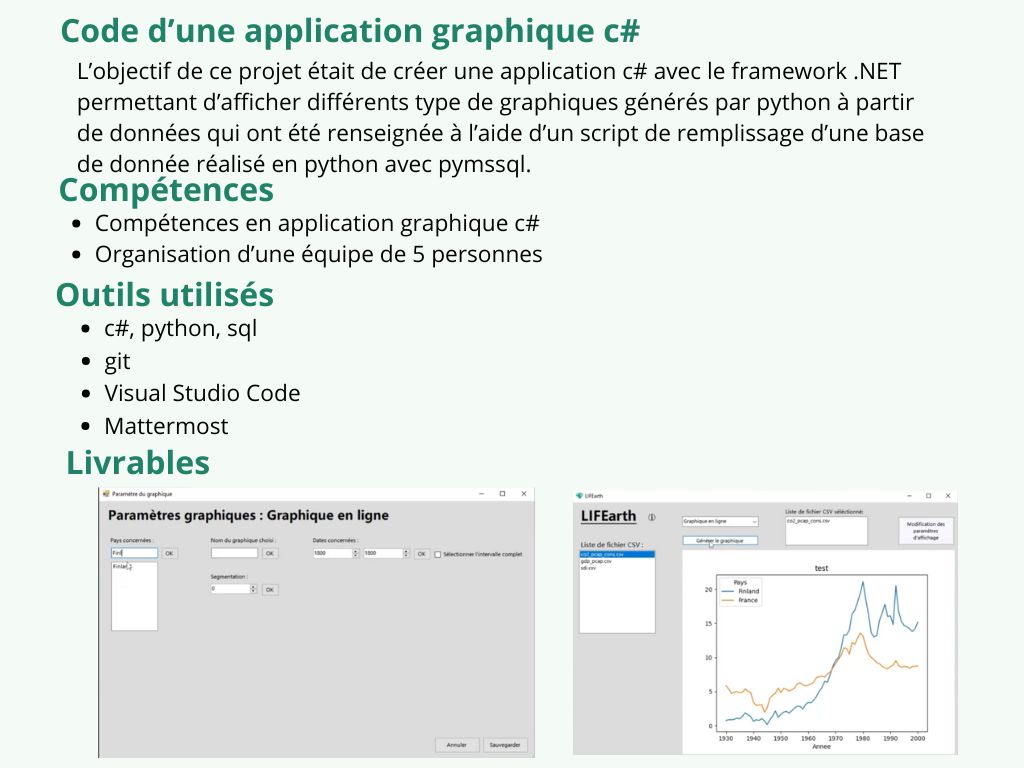 Code d’une application graphique c#
L’objectif de ce projet était de créer une application c# avec le framework .NET
permettant d’afficher différents type de graphiques générés par python à partir
de données qui ont été renseignée à l’aide d’un script de remplissage d’une base
de donnée réalisé en python avec pymssql.
Compétences
Compétences en application graphique c#
Organisation d’une équipe de 5 personnes
Outils utilisés
c#, python, sql
git
Visual Studio Code
Mattermost
Livrables
Paramètre du graphique
Paramètres graphiques : Graphique en ligne
Pays concernées :
OK
Nom du graphique choisi :
OK
Dates concernées :
1800
1800
OK
Sélectionner l'intervalle complet
Segmentation :
0
OK
Annuler
Sauvegarder
LIFEarth
LIFEarth
Graphique en ligne
Générer le graphique
Liste de fichier CSV sélectionné:
co2_pcap_cons.csv
Modification des
paramètres
d'affichage
Liste de fichier CSV :
co2_pcap_cons.csv
gdp_pcap.csv
sdi.csv
test
Pays
Finland
France
20
15
10
5
0
1930
1940
1950
1960
1970
1980
1990
2000
Annee